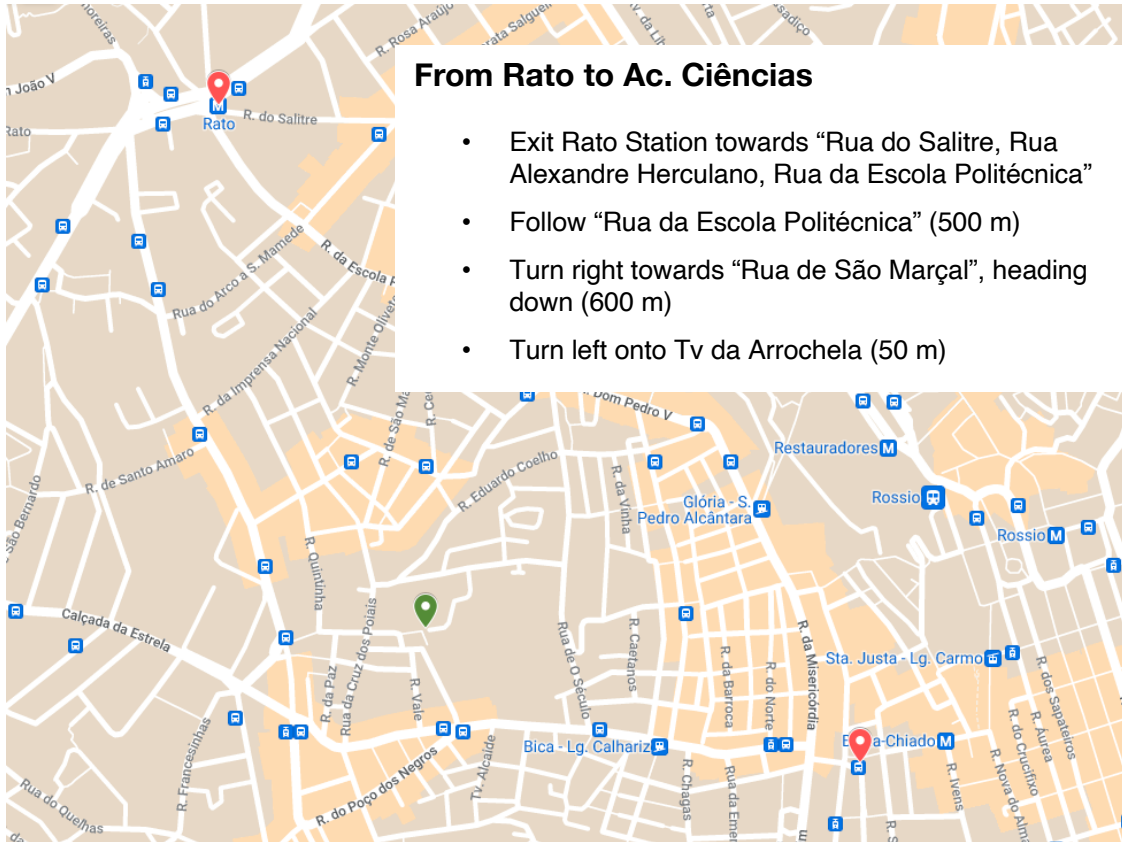 From Rato to Ac. Ciências
• Exit Rato Station towards “Rua do Salitre, Rua
Alexandre Herculano, Rua da Escola Politécnica”
• Follow “Rua da Escola Politécnica” (500 m)
• Turn right towards “Rua de São Marçal”, heading
down (600 m)
• Turn left onto Tv da Arrochela (50 m)
R. Rosa Araújo
João V
Rato
M
Rato
R. do Salitre
R. da Escola
Rua do Arco a S. Mamede
R. da Imprensa Nacional
R. Monte Olivete
R. de São Ma
R. Ce
Dom Pedro V
Restauradores M
R. de Santo Amaro
R. Eduardo Coelho
R. da Vinha
Glória - S.
Pedro Alcântara
Rossio
Rossio M
São Bernardo
R. Quintinha
Calçada da Estrela
R. da Paz
Rua da Cruz dos Poiais
R. Vale
Rua de O Século
R. Caetanos
R. da Barroca
R. do Norte
R. da Misericórdia
Sta. Justa - Lg. Carmo
R. dos Sapateiros
R. Áurea
R. do Crucifixo
R. Nova do Alma
R. Ivens
a-Chiado M
Bica - Lg. Calhariz
R. Francesinhas
R. do Poço dos Negros
Tv. Alcaide
R. Chagas
Rua da Emer
Rua do Quelhas
da
R. S